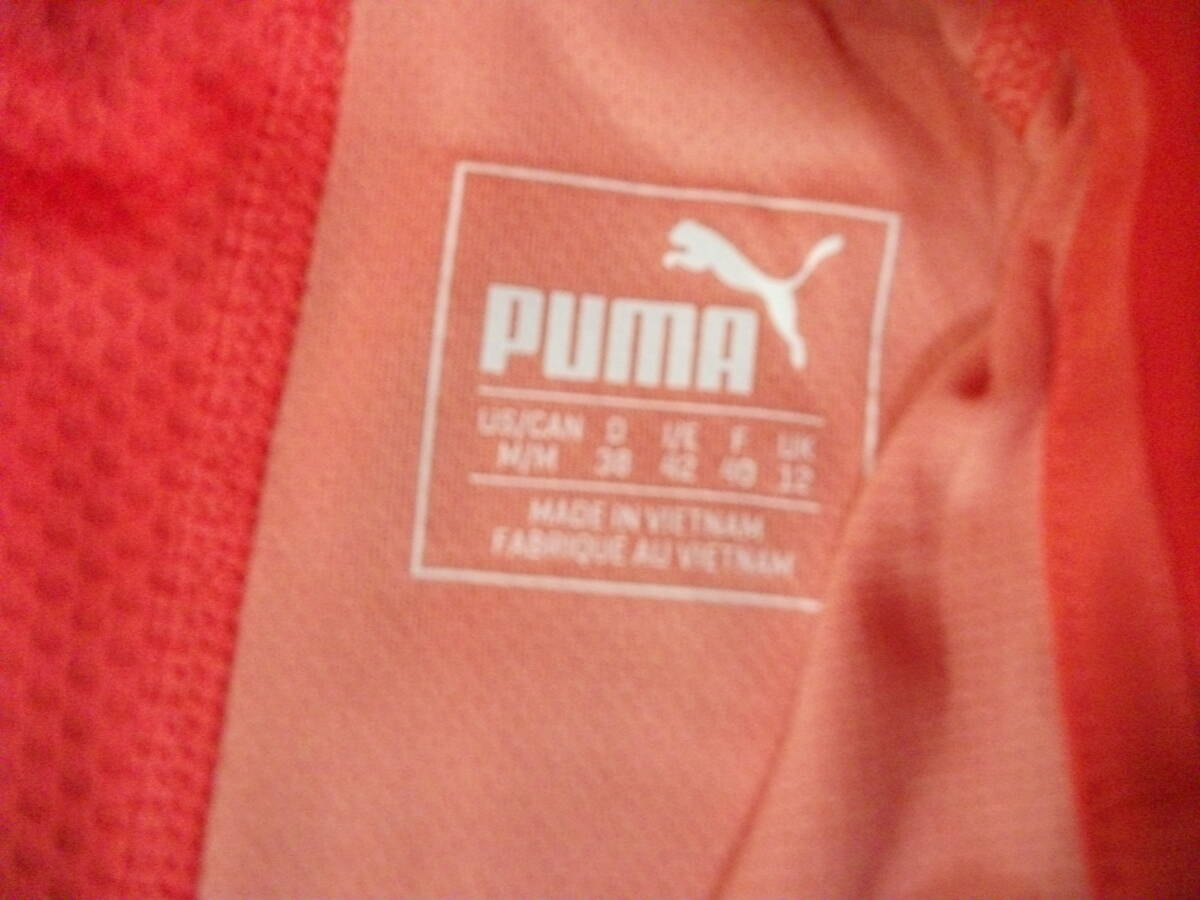 PUMA
US/CAN D I/E F UK
M/M 38 42 40 12
MADE IN VIETNAM
FABRIQUE AU VIETNAM